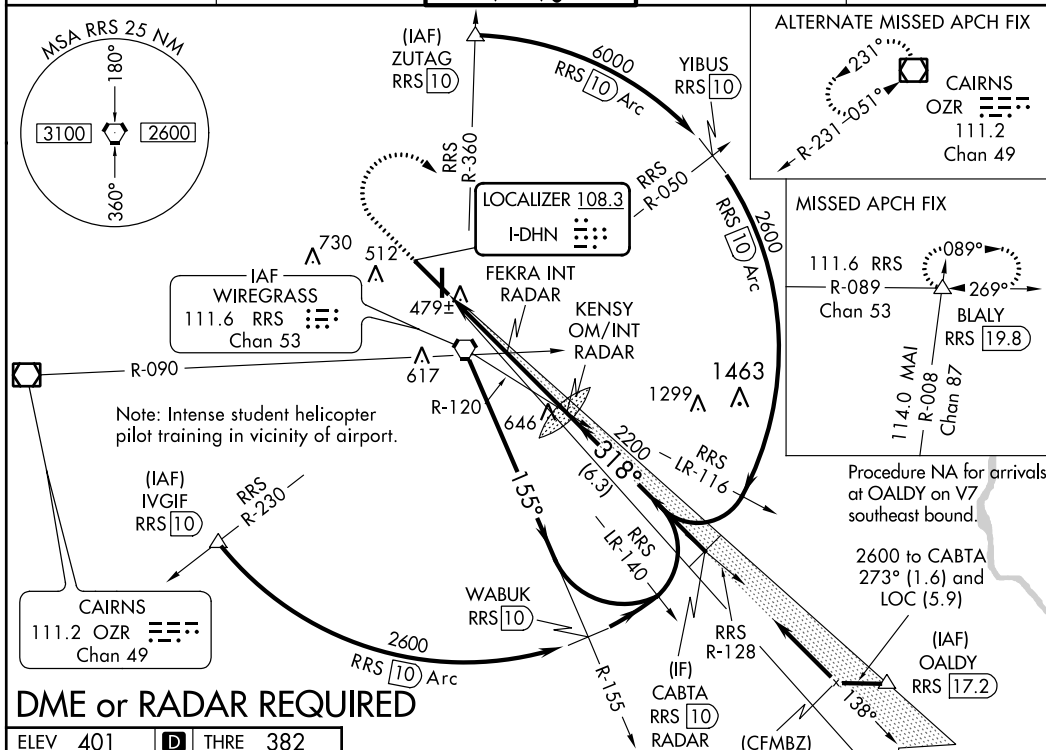 MSA RRS 25 NM
180°
3100
2600
360°
(IAF)
ZUTAG
RRS 10
6000
RRS 10 Arc
YIBUS
RRS 10
RRS
R-360
RRS
R-050
2600
RRS 10 Arc
ALTERNATE MISSED APCH FIX
231°
R-231
051°
CAIRNS
OZR
111.2
Chan 49
LOCALIZER 108.3
I-DHN
MISSED APCH FIX
111.6 RRS
R-089
Chan 53
089°
269°
BLALY
RRS 19.8
114.0 MAI
R-008
Chan 87
730
512
479±
IAF
WIREGRASS
111.6 RRS
Chan 53
FEKRA INT
RADAR
KENSY
OM/INT
RADAR
R-090
617
R-120
646
1299
1463
Note: Intense student helicopter
pilot training in vicinity of airport.
2200
318°
(6.3)
RRS
LR-116
155°
RRS
LR-140
Procedure NA for arrivals
at OALDY on V7
southeast bound.
(IAF)
IVGIF
RRS 10
RRS
R-230
2600 to CABTA
273° (1.6) and
LOC (5.9)
CAIRNS
111.2 OZR
Chan 49
WABUK
RRS 10
2600
RRS 10 Arc
R-155
(IF)
CABTA
RRS 10
RADAR
RRS
R-128
(IAF)
OALDY
RRS 17.2
138°
(CFMBZ)
DME or RADAR REQUIRED
ELEV 401
D
THRE 382